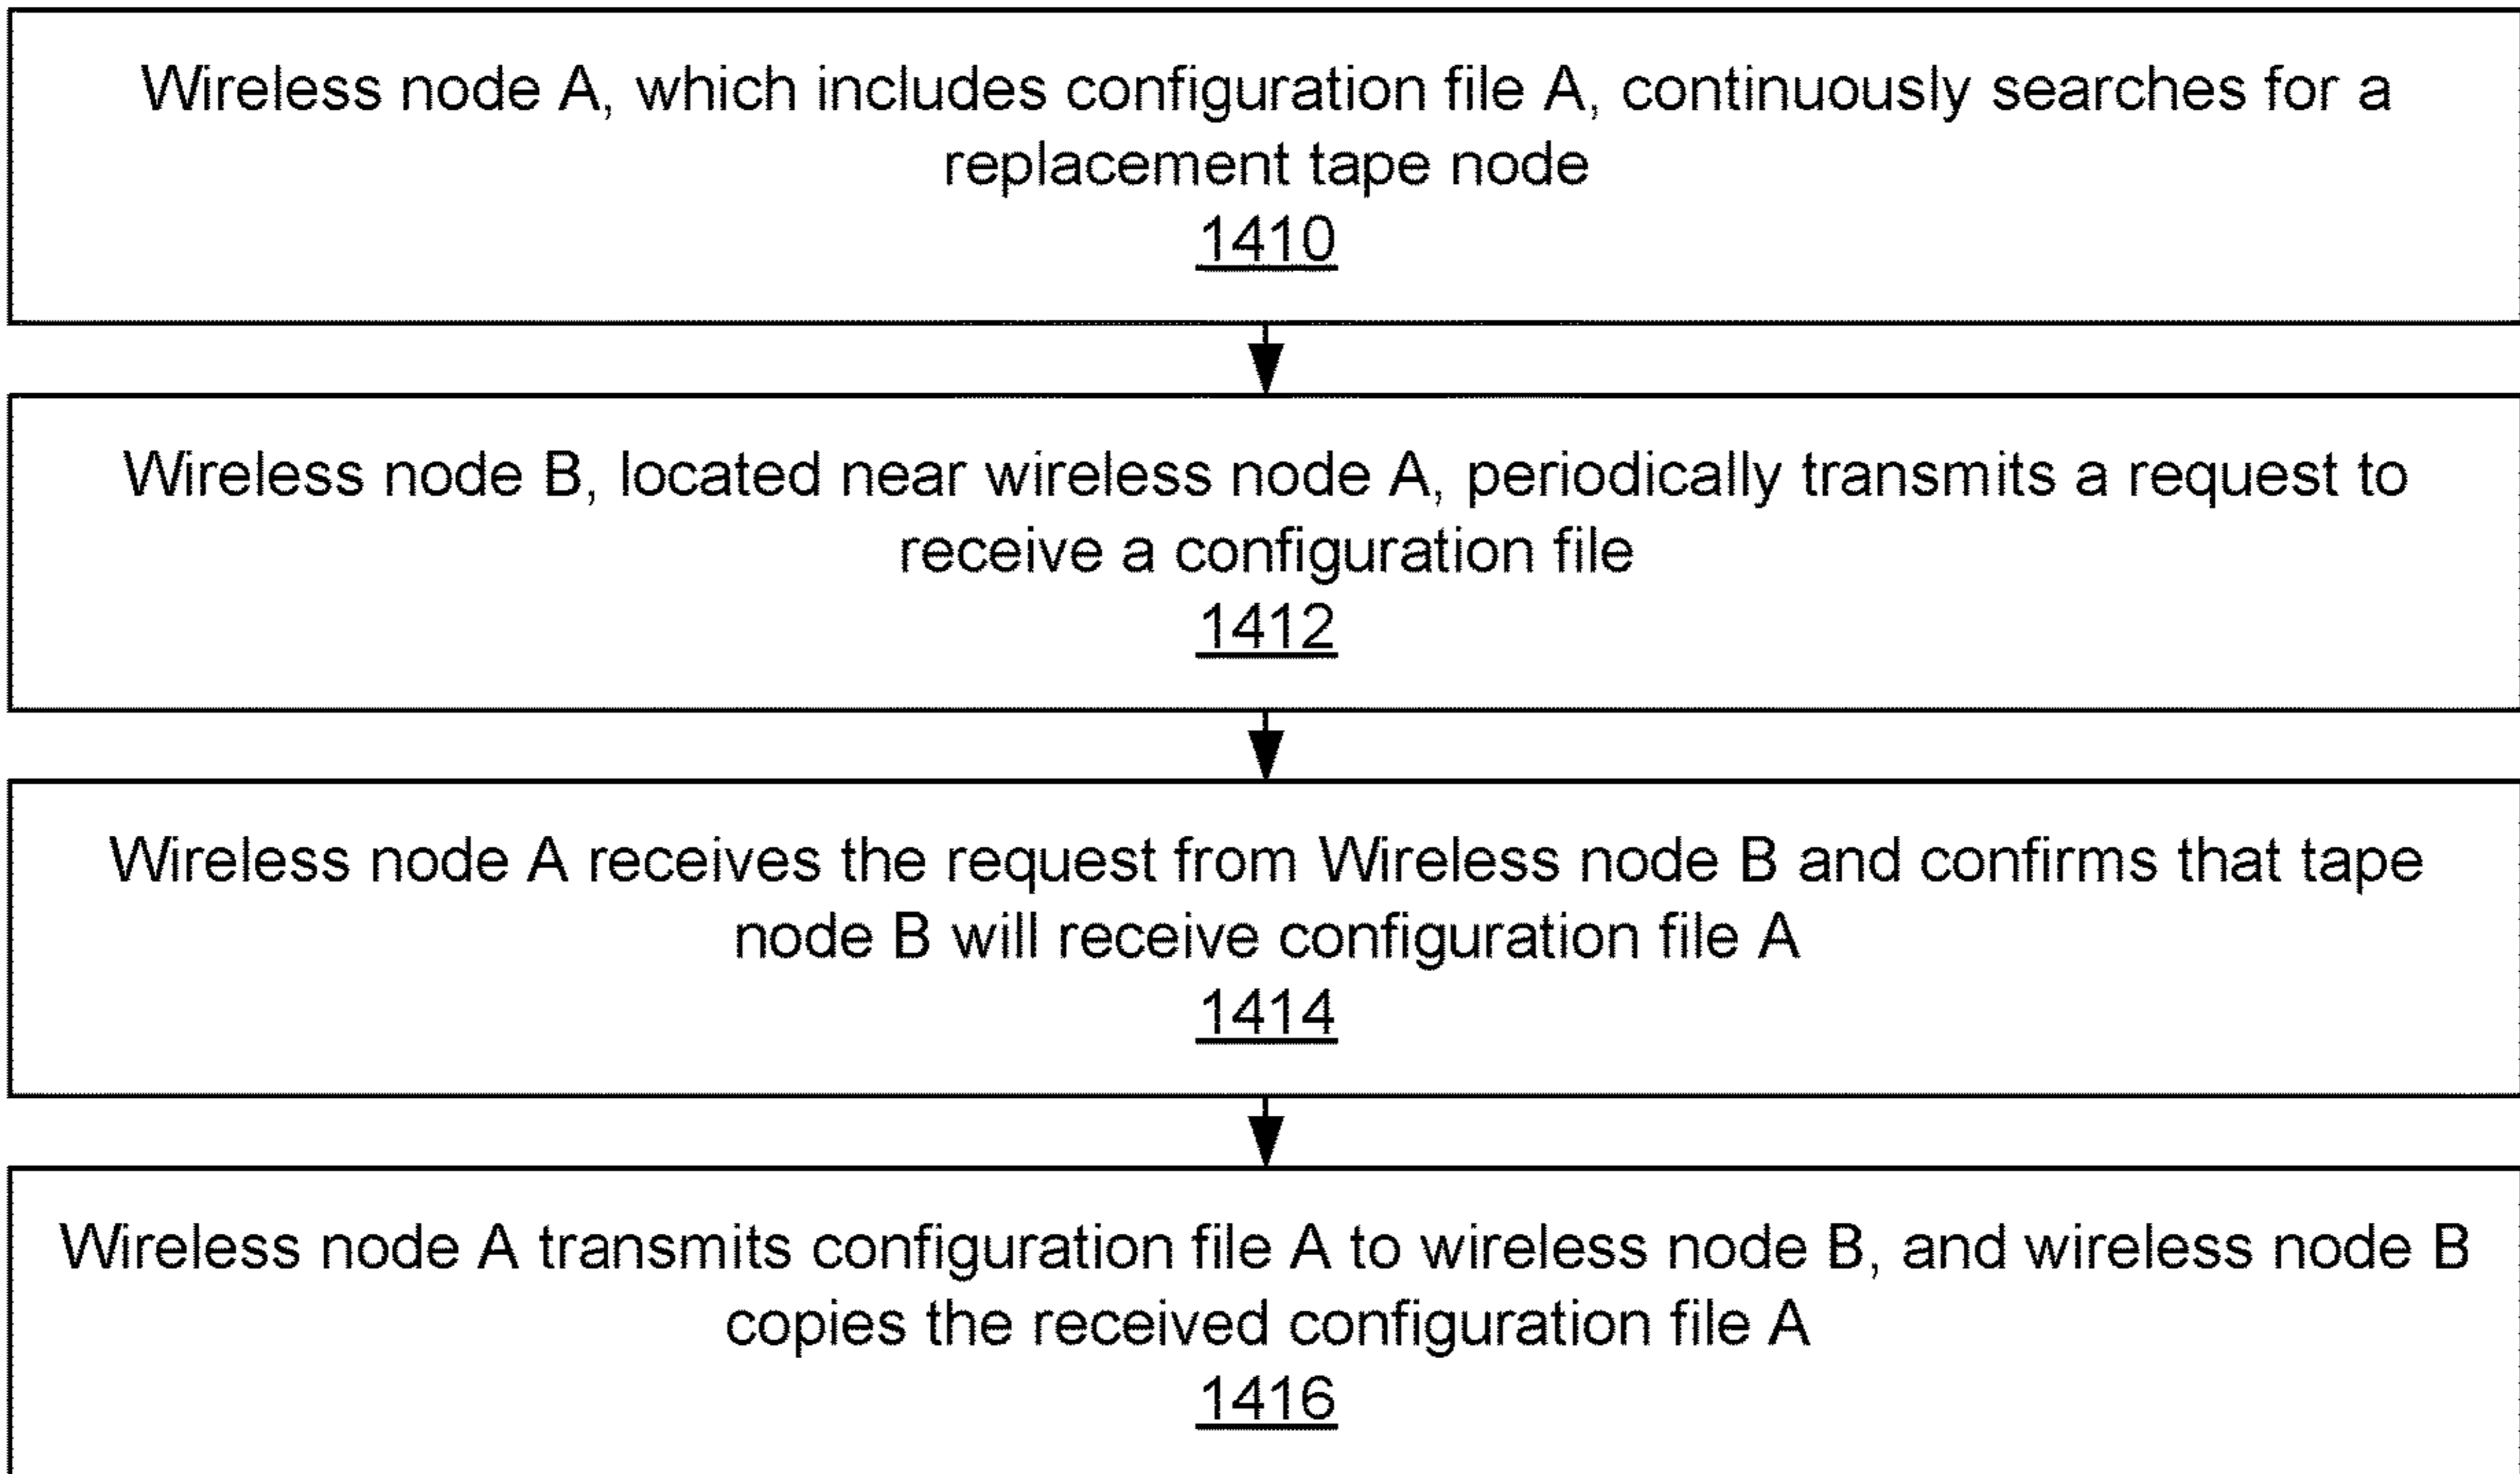 Wireless node A, which includes configuration file A, continuously searches for a
replacement tape node
1410
Wireless node B, located near wireless node A, periodically transmits a request to
receive a configuration file
1412
Wireless node A receives the request from Wireless node B and confirms that tape
node B will receive configuration file A
1414
Wireless node A transmits configuration file A to wireless node B, and wireless node B
copies the received configuration file A
1416